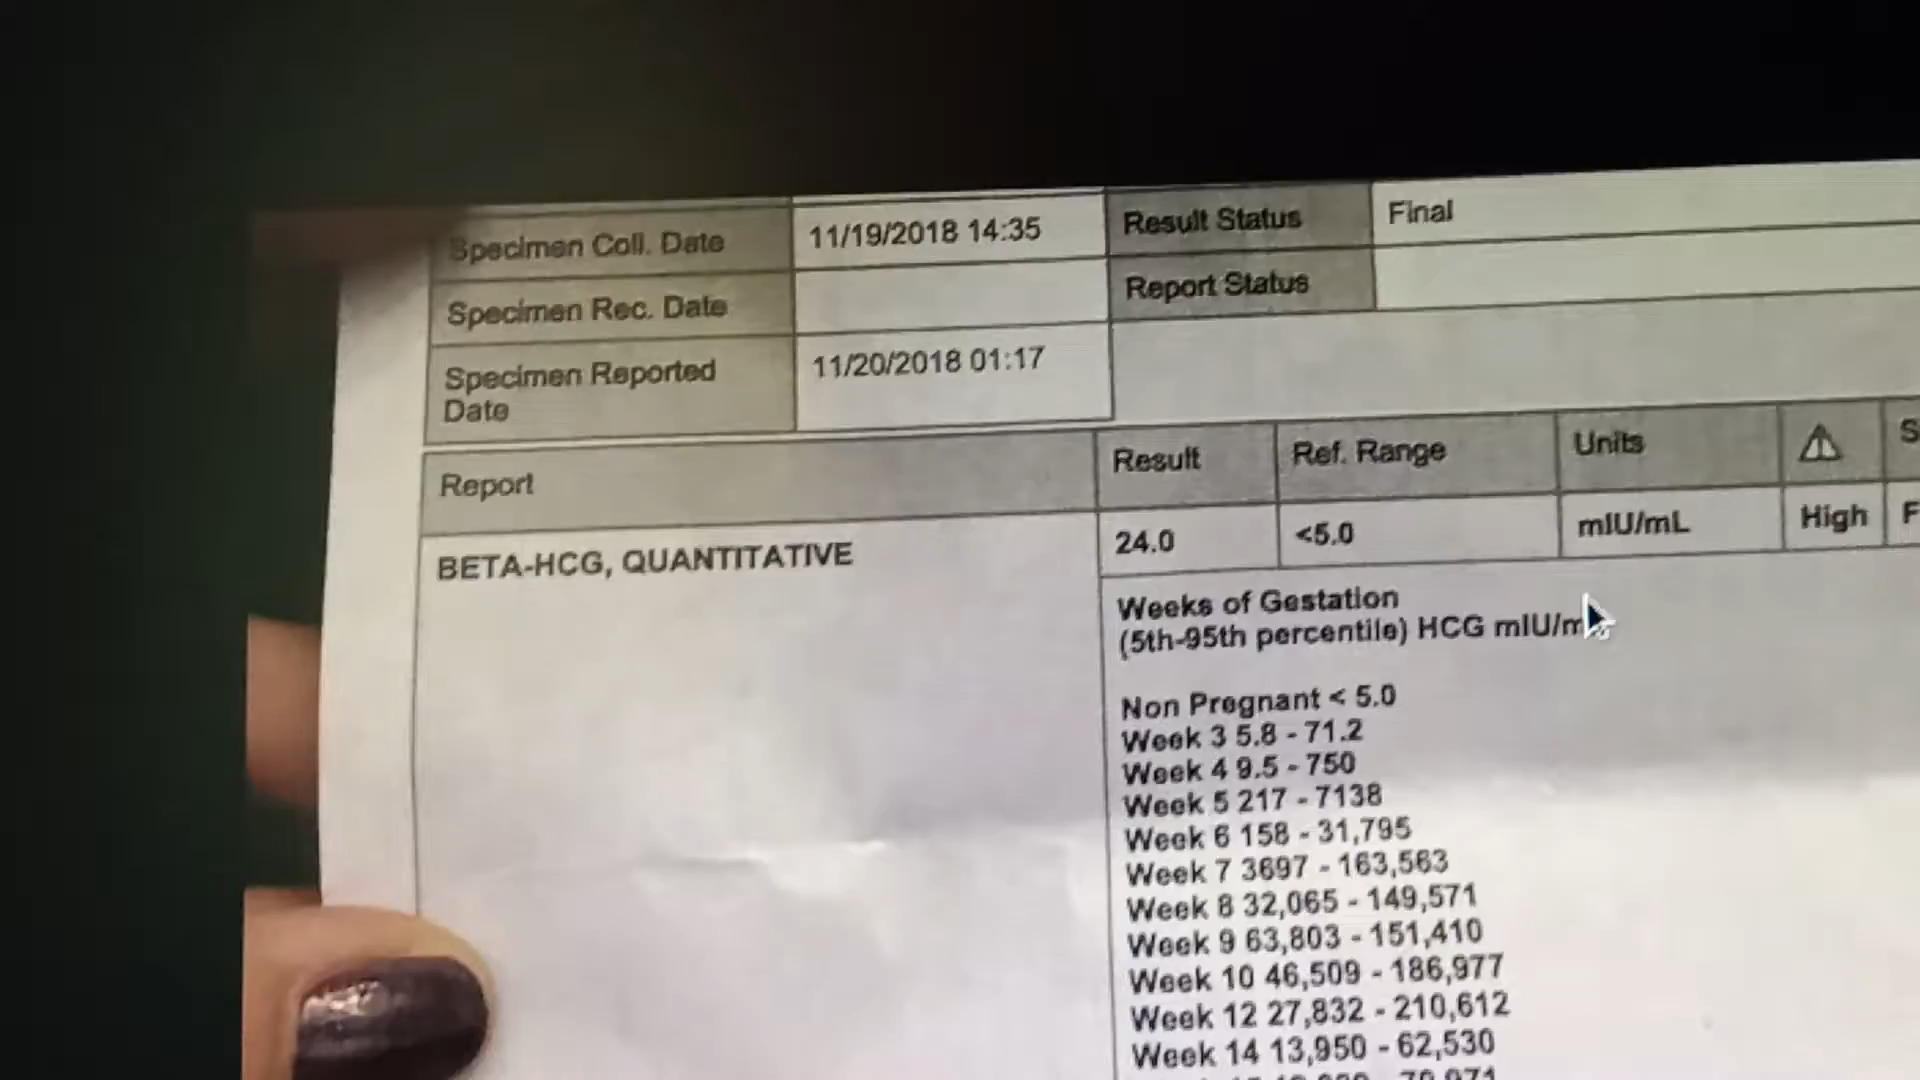 Specimen Coll. Date 11/19/2018 14:35 Result Status Final
Specimen Rec. Date Report Status
Specimen Reported Date 11/20/2018 01:17
Report Result Ref. Range Units
BETA-HCG, QUANTITATIVE 24.0 <5.0 mIU/mL High
Weeks of Gestation
(5th-95th percentile) HCG
Non Pregnant < 5.0
Week 3 5.8 - 71.2
Week 4 9.5 - 750
Week 5 217 - 7138
Week 6 158 - 31,795
Week 7 3697 - 163,563
Week 8 32,065 - 149,571
Week 9 63,803 - 151,410
Week 10 46,509 - 186,977
Week 12 27,832 - 210,612
Week 14 13,950 - 62,530